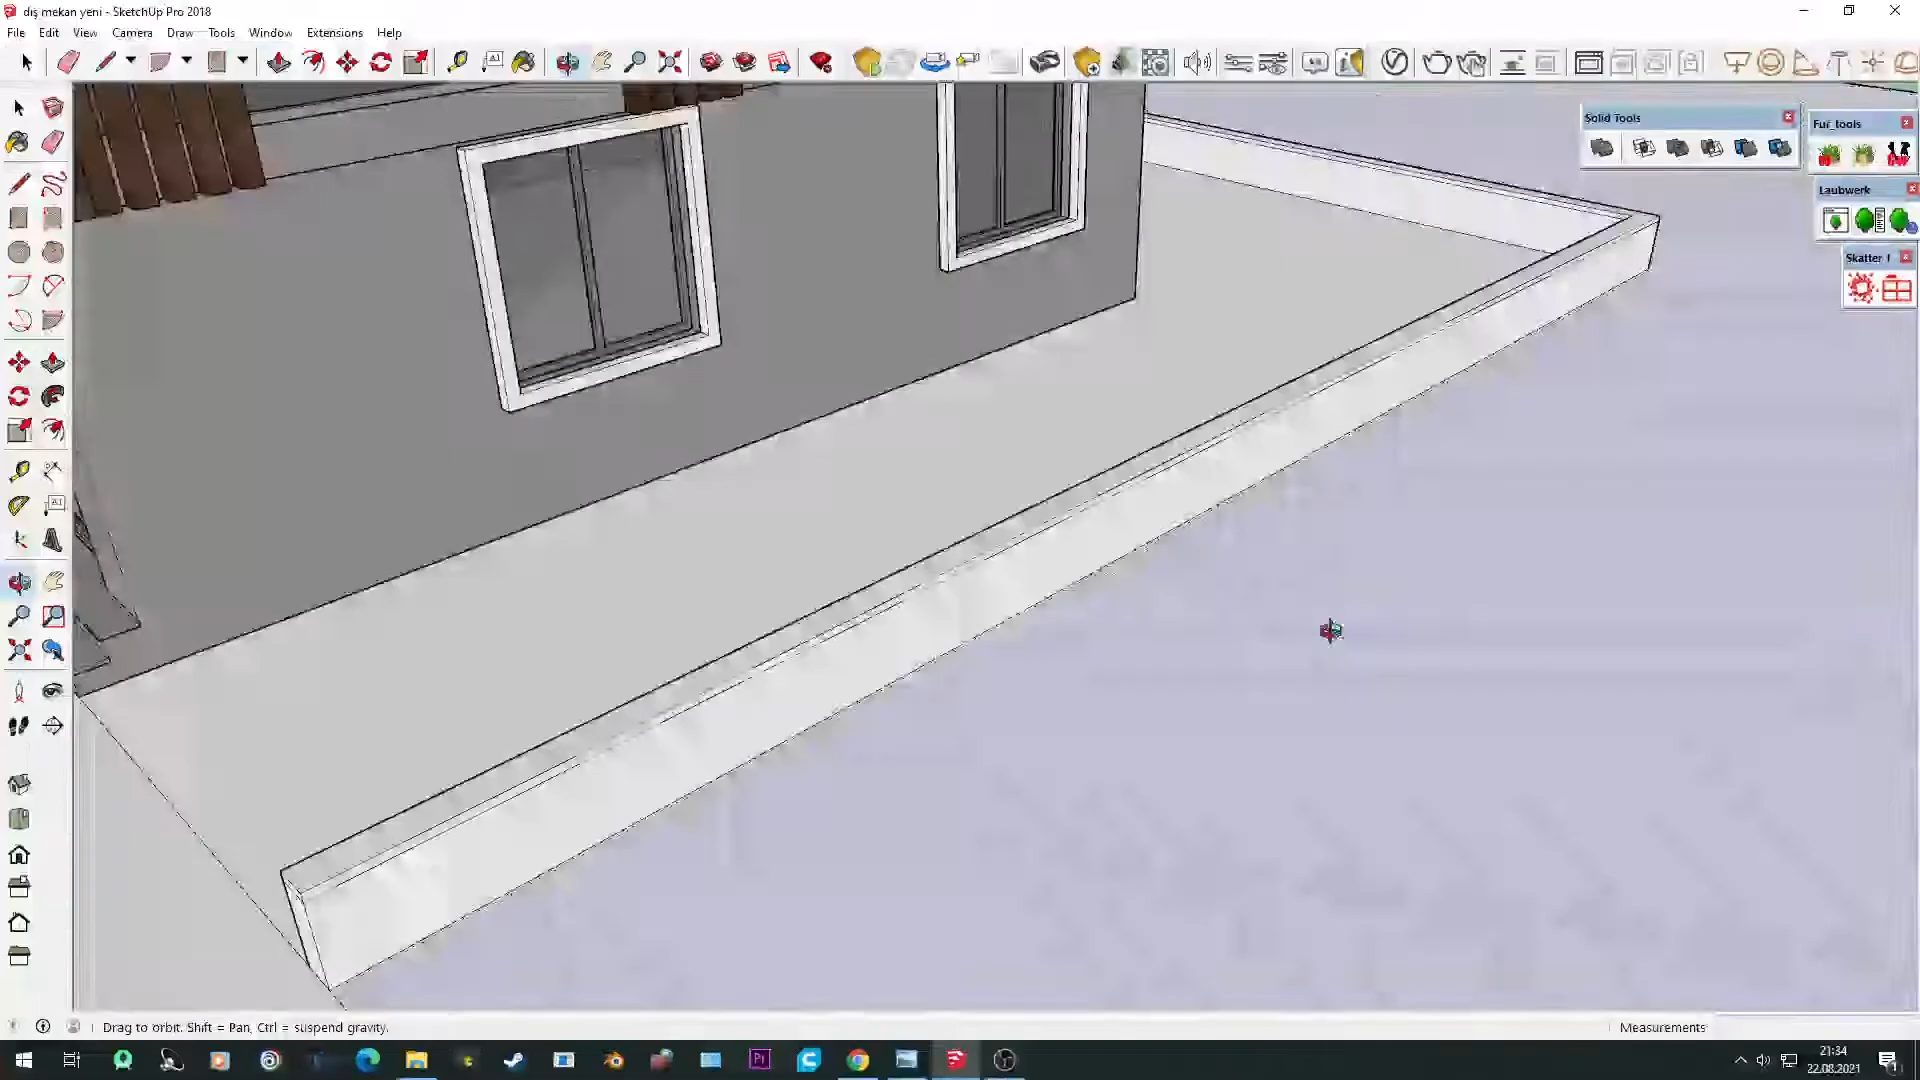 dış mekan yeni - SketchUp Pro 2018
File Edit View Camera Draw Tools Window Extensions Help
Solid Tools
Fur_tools
Laubwerk
Skatter
Drag to orbit. Shift = Pan, Ctrl = suspend gravity.
Measurements
Pr
21:34
22.08.2021